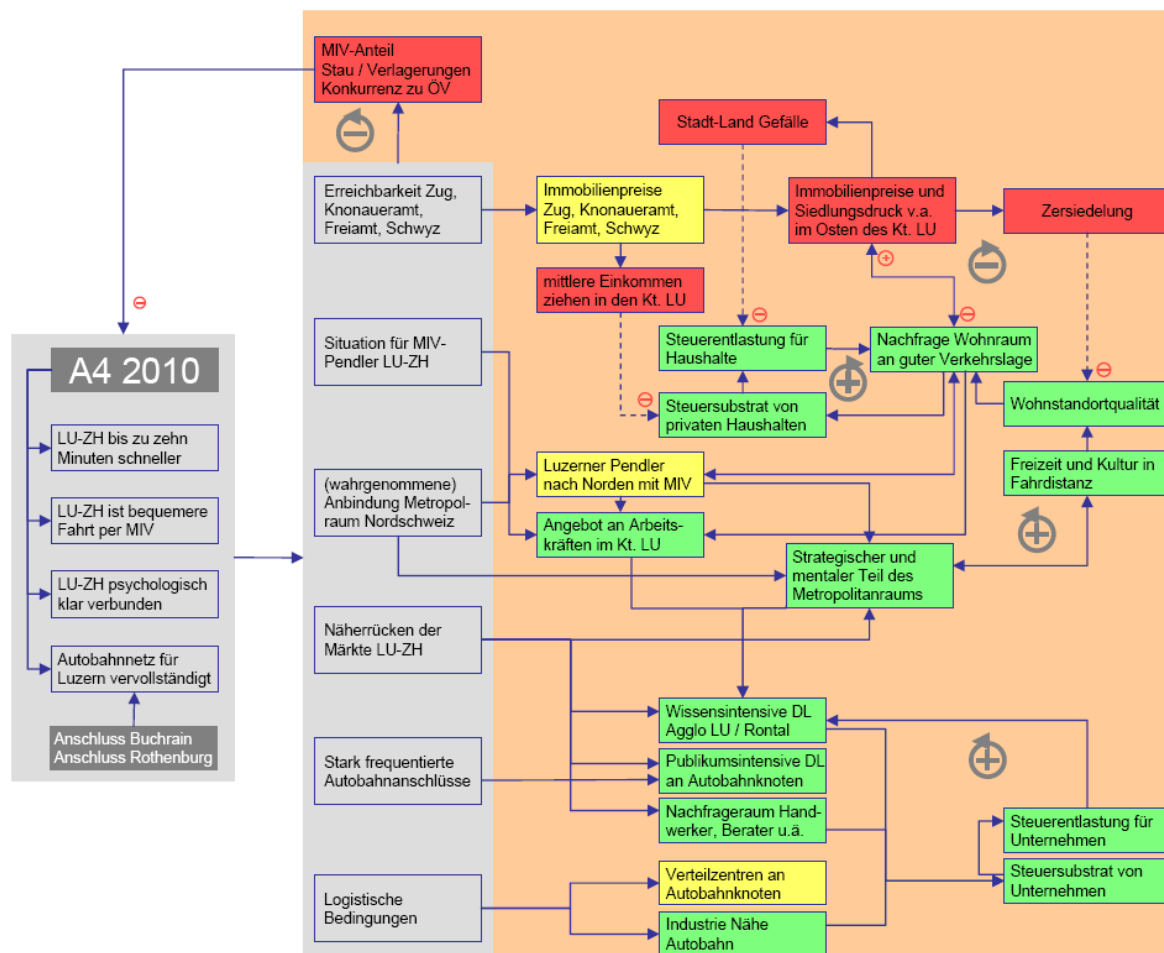 MIV-Anteil
Stau / Verlagerungen
Konkurrenz zu ÖV
Stadt-Land Gefälle
Erreichbarkeit Zug,
Knonaueramt,
Freiamt, Schwyz
Immobilienpreise
Zug, Knonaueramt,
Freiamt, Schwyz
Immobilienpreise und
Siedlungsdruck v.a.
im Osten des Kt. LU
Zersiedelung
mittlere Einkommen
ziehen in den Kt. LU
Situation für MIV-
Pendler LU-ZH
Steuerentlastung für
Haushalte
Nachfrage Wohnraum
an guter Verkehrslage
A4 2010
Steuersubstrat von
privaten Haushalten
Wohnstandortqualität
LU-ZH bis zu zehn
Minuten schneller
Luzerner Pendler
nach Norden mit MIV
Freizeit und Kultur in
Fahrdistanz
(wahrgenommene)
Anbindung Metropol-
raum Nordschweiz
LU-ZH ist bequemere
Fahrt per MIV
Angebot an Arbeits-
kräften im Kt. LU
Strategischer und
mentaler Teil des
Metropolitanraums
LU-ZH psychologisch
klar verbunden
Näherrücken der
Märkte LU-ZH
Autobahnnetz für
Luzern vervollständigt
Anschluss Buchrain
Anschluss Rothenburg
Wissensintensive DL
Agglo LU / Rontal
Stark frequentierte
Autobahnanschlüsse
Publikumsintensive DL
an Autobahnknoten
Nachfrageraum Hand-
werker, Berater u.ä.
Steuerentlastung für
Unternehmen
Steuersubstrat von
Unternehmen
Logistische
Bedingungen
Verteilzentren an
Autobahnknoten
Industrie Nähe
Autobahn